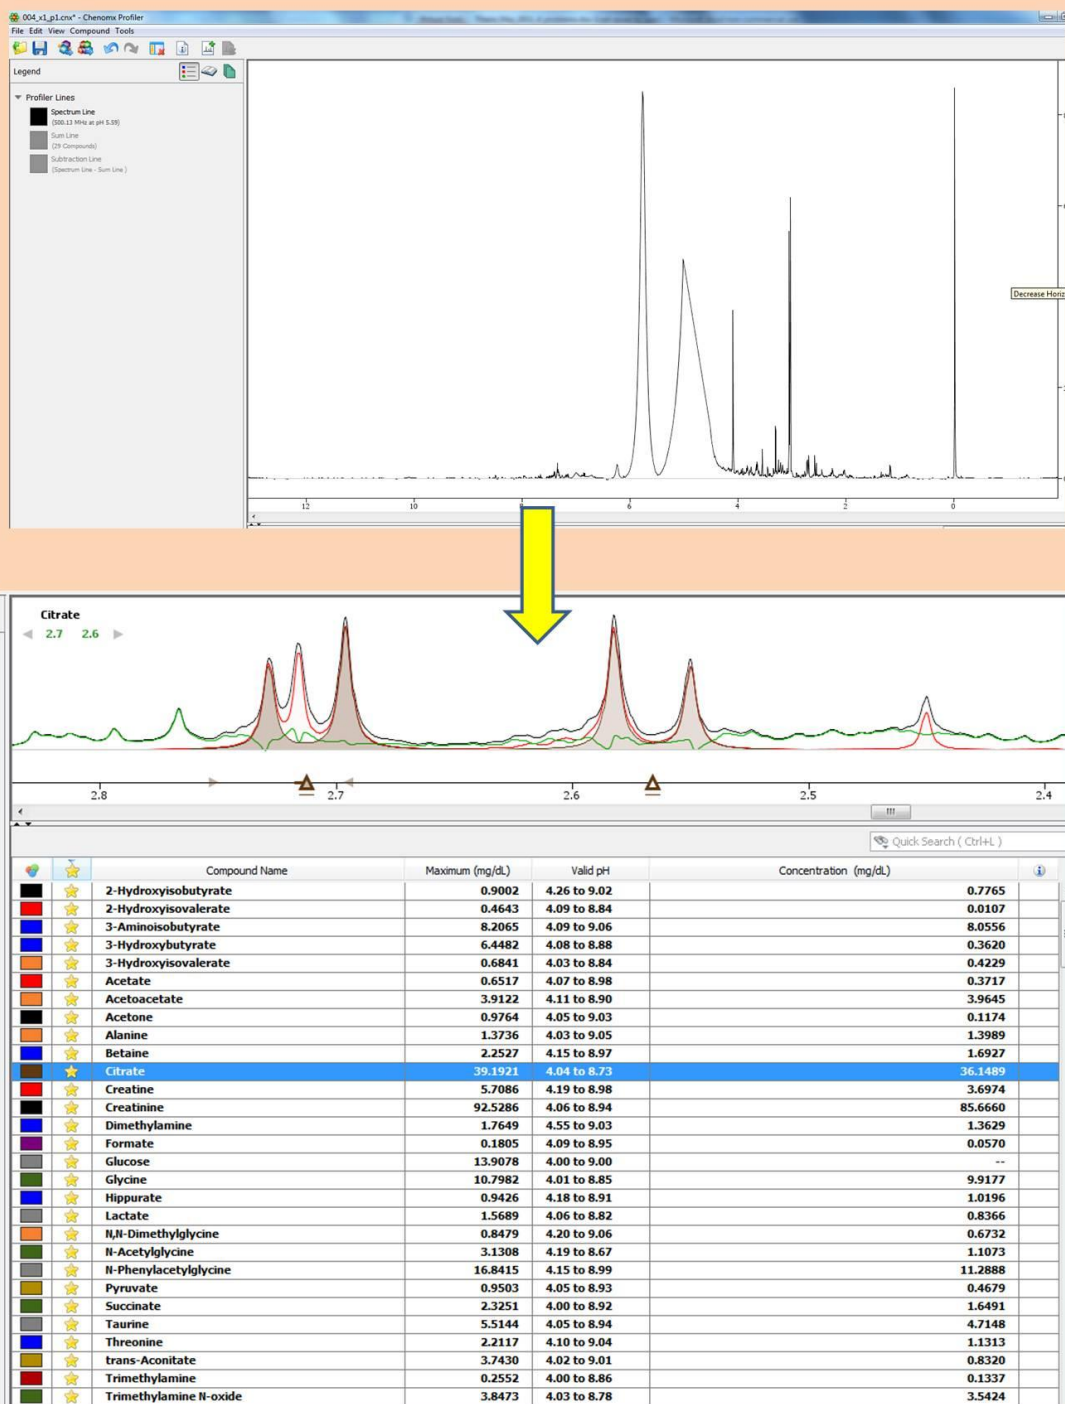 004_x1_p1.cnx* - Chenomx Profiler
File Edit View Compound Tools
Legend
Profiler Lines
Spectrum Line
(500.13 MHz at pH 5.59)
Sum Line
(29 Compounds)
Subtraction Line
(Spectrum Line - Sum Line )
Decrease Horiz
12 10 6 4 2 0
Citrate
2.7 2.6
2.8 2.7 2.6 2.5 2.4
Quick Search ( Ctrl+L )
Compound Name Maximum (mg/dL) Valid pH Concentration (mg/dL)
2-Hydroxyisobutyrate 0.9002 4.26 to 9.02 0.7765
2-Hydroxyisovalerate 0.4643 4.09 to 8.84 0.0107
3-Aminoisobutyrate 8.2065 4.09 to 9.06 8.0556
3-Hydroxybutyrate 6.4482 4.08 to 8.88 0.3620
3-Hydroxyisovalerate 0.6841 4.03 to 8.84 0.4229
Acetate 0.6517 4.07 to 8.98 0.3717
Acetoacetate 3.9122 4.11 to 8.90 3.9645
Acetone 0.9764 4.05 to 9.03 0.1174
Alanine 1.3736 4.03 to 9.05 1.3989
Betaine 2.2527 4.15 to 8.97 1.6927
Citrate 39.1921 4.04 to 8.73 36.1489
Creatine 5.7086 4.19 to 8.98 3.6974
Creatinine 92.5286 4.06 to 8.94 85.6660
Dimethylamine 1.7649 4.55 to 9.03 1.3629
Formate 0.1805 4.09 to 8.95 0.0570
Glucose 13.9078 4.00 to 9.00 --
Glycine 10.7982 4.01 to 8.85 9.9177
Hippurate 0.9426 4.18 to 8.91 1.0196
Lactate 1.5689 4.06 to 8.82 0.8366
N,N-Dimethylglycine 0.8479 4.20 to 9.06 0.6732
N-Acetylglycine 3.1308 4.19 to 8.67 1.1073
N-Phenylacetylglycine 16.8415 4.15 to 8.99 11.2888
Pyruvate 0.9503 4.05 to 8.93 0.4679
Succinate 2.3251 4.00 to 8.92 1.6491
Taurine 5.5144 4.05 to 8.94 4.7148
Threonine 2.2117 4.10 to 9.04 1.1313
trans-Aconitate 3.7430 4.02 to 9.01 0.8320
Trimethylamine 0.2552 4.00 to 8.86 0.1337
Trimethylamine N-oxide 3.8473 4.03 to 8.78 3.5424